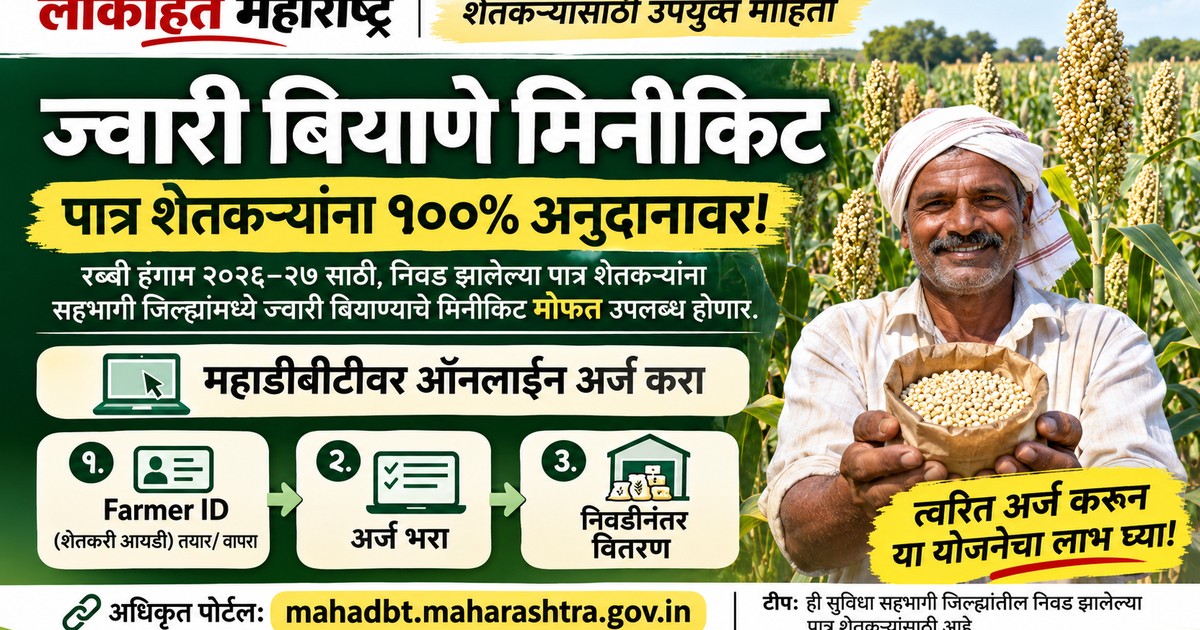 लोकहित महाराष्ट्र
शेतकऱ्यांसाठी उपयुक्त माहिती
ज्वारी बियाणे मिनीकिट
पात्र शेतकऱ्यांना १००% अनुदानावर!
रब्बी हंगाम २०२६–२७ साठी, निवड झालेल्या पात्र शेतकऱ्यांना
सहभागी जिल्ह्यांमध्ये ज्वारी बियाण्याचे मिनीकिट मोफत उपलब्ध होणार.
महाडीबीटीवर ऑनलाईन अर्ज करा
१.
Farmer ID
(शेतकरी आयडी) तयार/ वापरा
२.
अर्ज भरा
३.
निवडीनंतर
वितरण
त्वरित अर्ज करून
या योजनेचा लाभ घ्या!
अधिकृत पोर्टल: mahadbt.maharashtra.gov.in
टीप: ही सुविधा सहभागी जिल्ह्यांतील निवड झालेल्या
पात्र शेतकऱ्यांसाठी आहे.